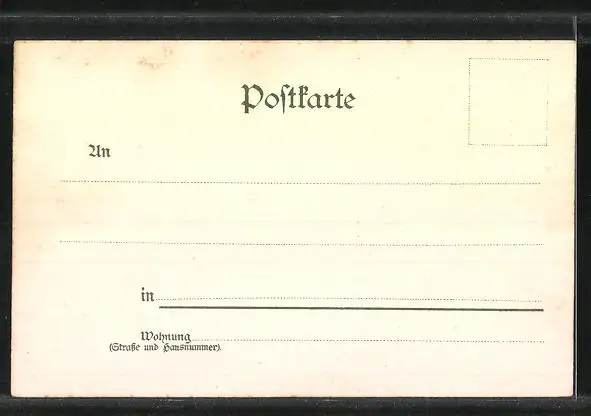 Poſtkarte
An
in
Wohnung
(Straße und Hausnummer).